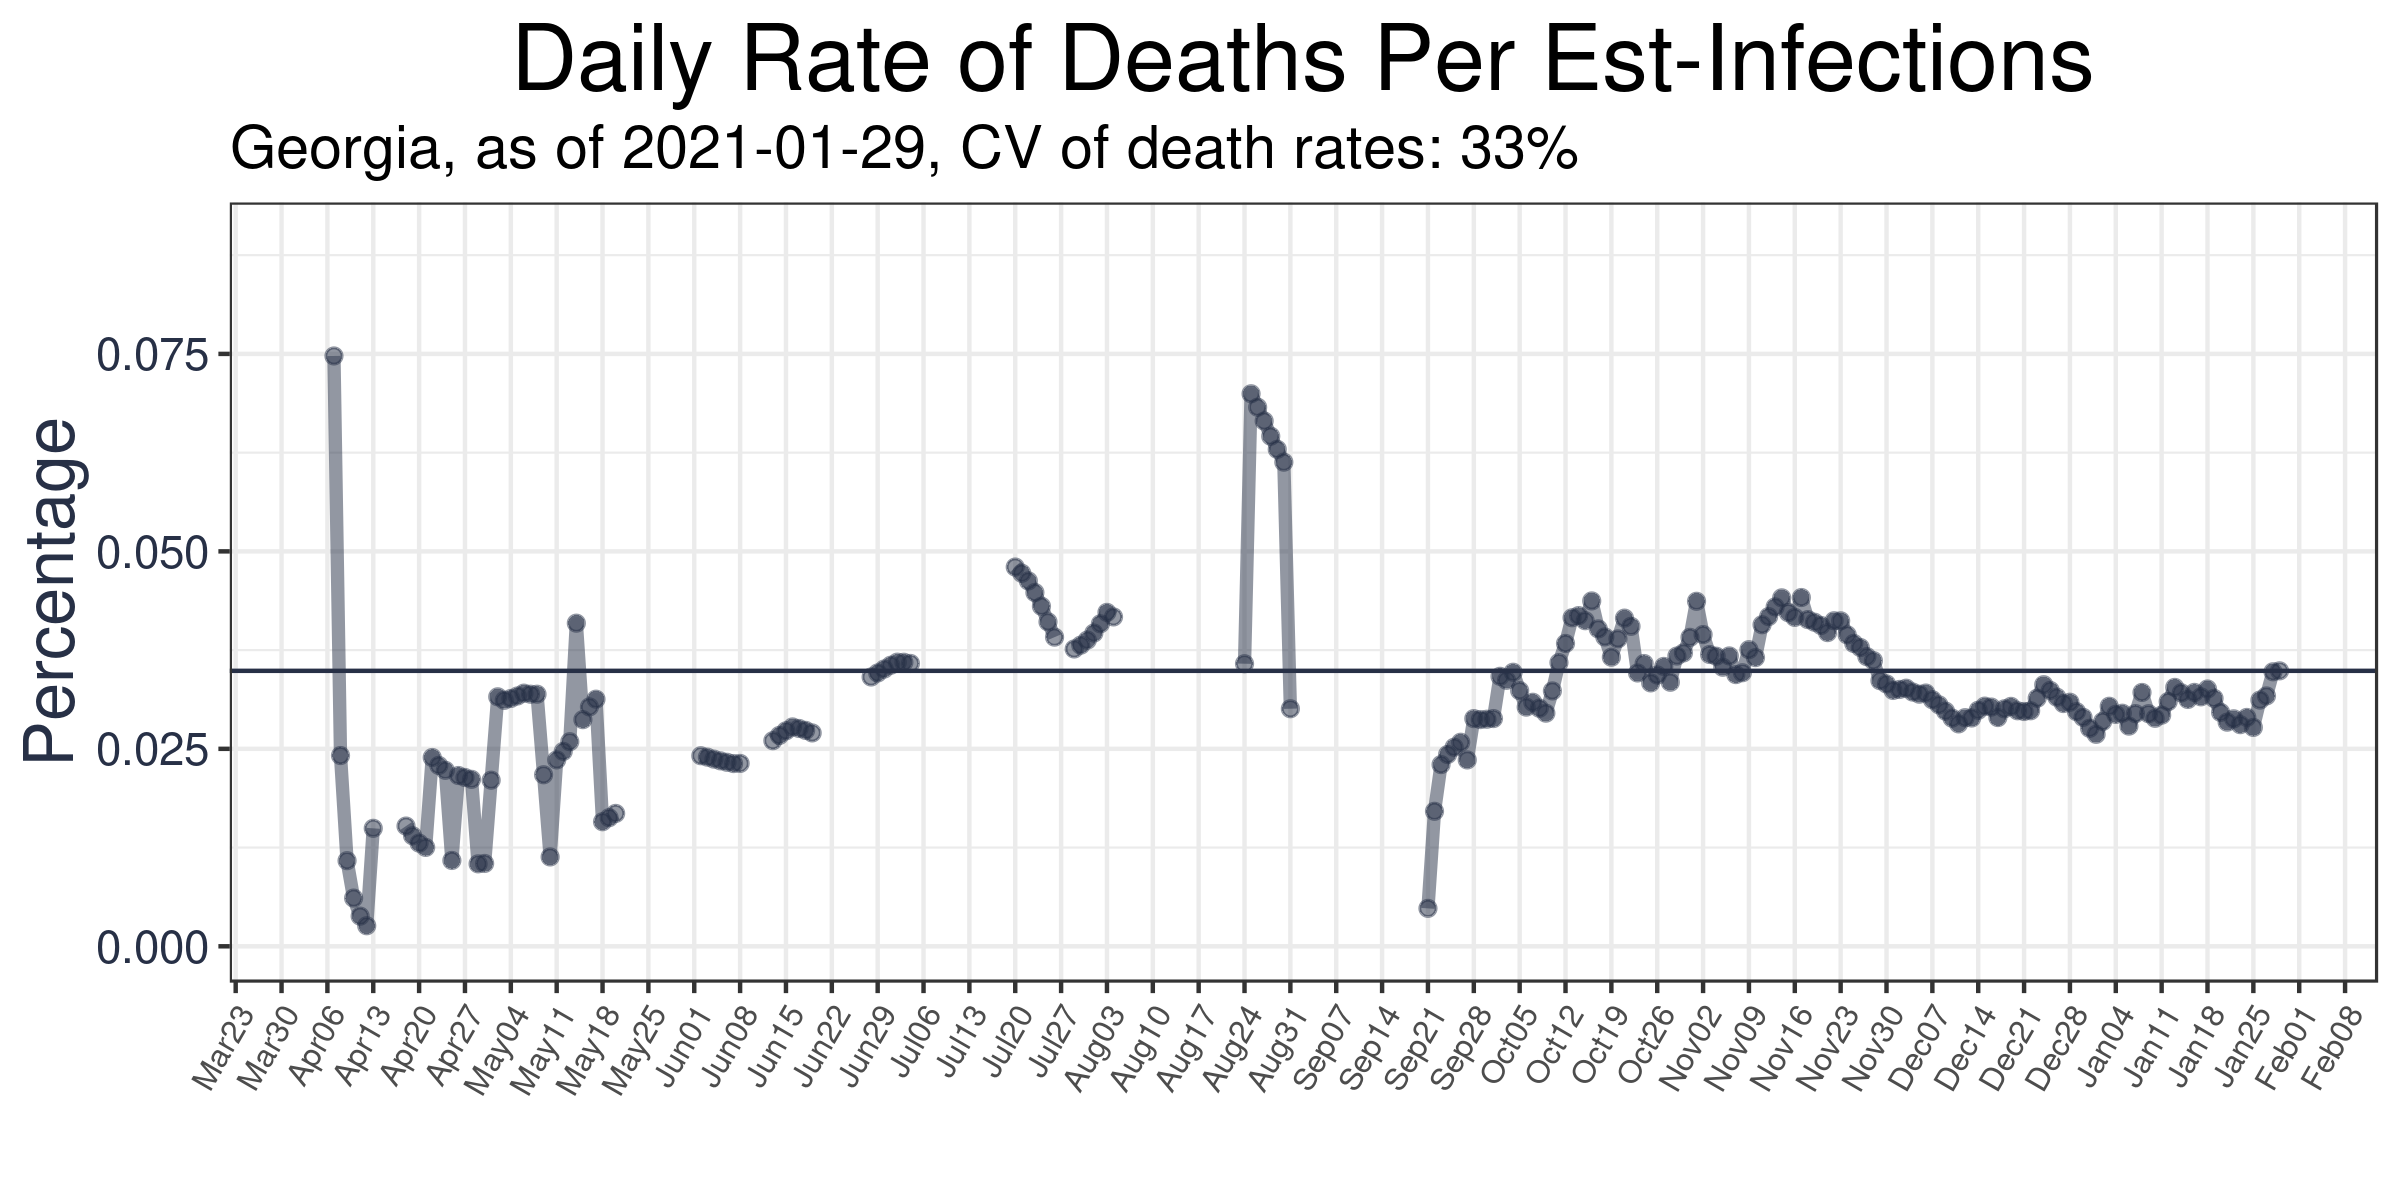 Daily Rate of Deaths Per Est-Infections
Georgia, as of 2021-01-29, CV of death rates: 33%
Percentage
0.075
0.050
0.025
0.000
Mar23
Mar30
Apr06
Apr13
Apr20
Apr27
May04
May11
May18
May25
Jun01
Jun08
Jun15
Jun22
Jun29
Jul06
Jul13
Jul20
Jul27
Aug03
Aug10
Aug17
Aug24
Aug31
Sep07
Sep14
Sep21
Sep28
Oct05
Oct12
Oct19
Oct26
Nov02
Nov09
Nov16
Nov23
Nov30
Dec07
Dec14
Dec21
Dec28
Jan04
Jan11
Jan18
Jan25
Feb01
Feb08